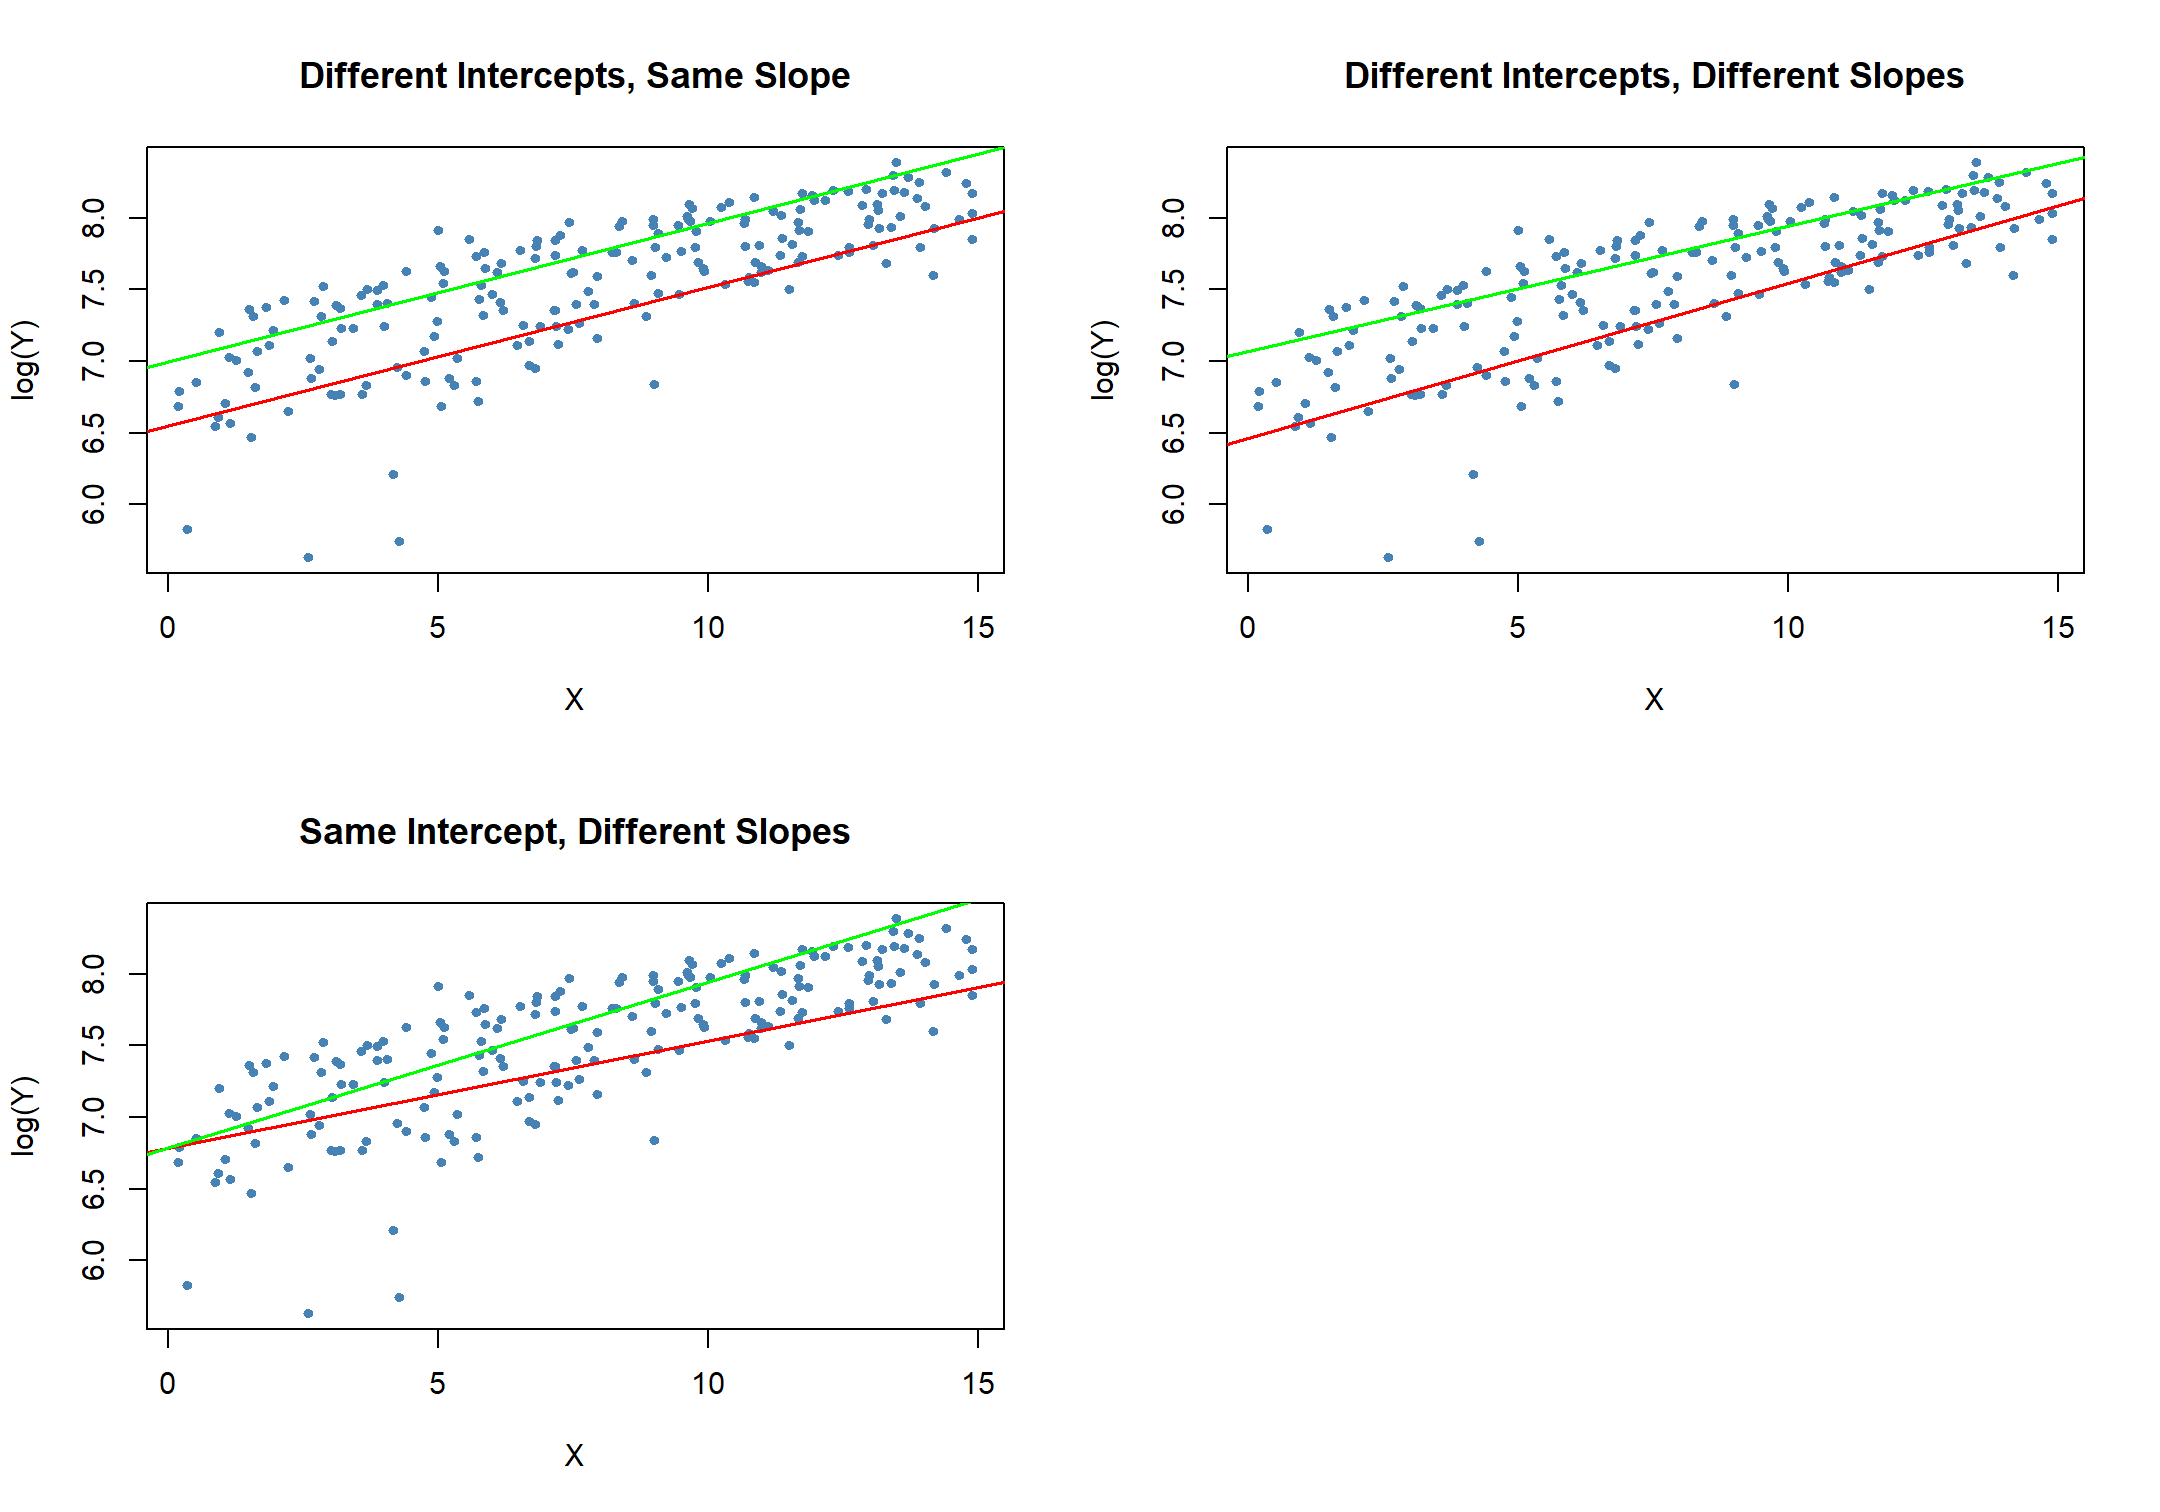 Different Intercepts, Same Slope
log(Y)
8.0
7.5
7.0
6.5
6.0
0 5 10 15
X
Different Intercepts, Different Slopes
log(Y)
8.0
7.5
7.0
6.5
6.0
0 5 10 15
X
Same Intercept, Different Slopes
log(Y)
8.0
7.5
7.0
6.5
6.0
0 5 10 15
X